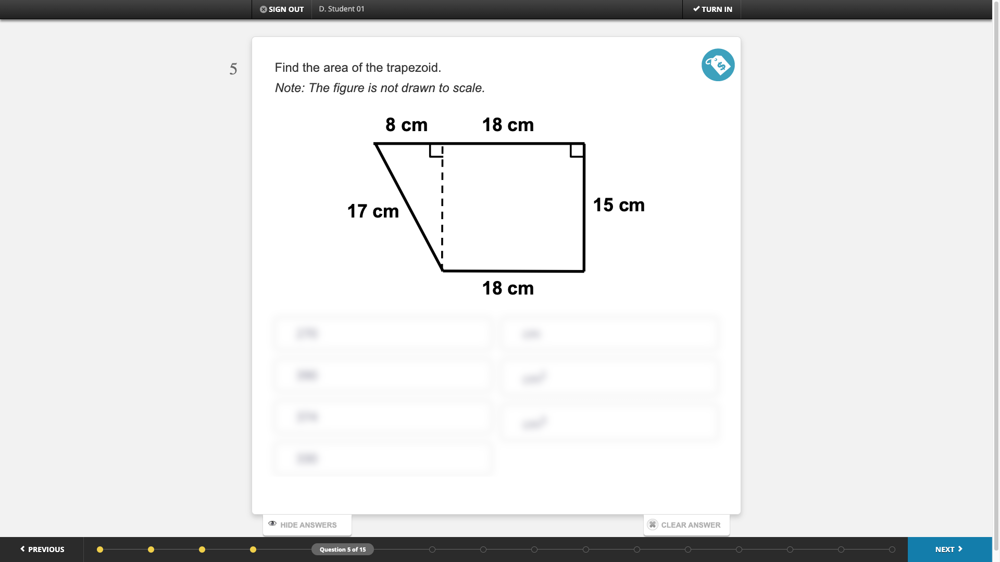 SIGN OUT
D. Student 01
TURN IN
5
Find the area of the trapezoid.
Note: The figure is not drawn to scale.
8 cm
18 cm
17 cm
15 cm
18 cm
HIDE ANSWERS
CLEAR ANSWER
PREVIOUS
Question 5 of 15
NEXT